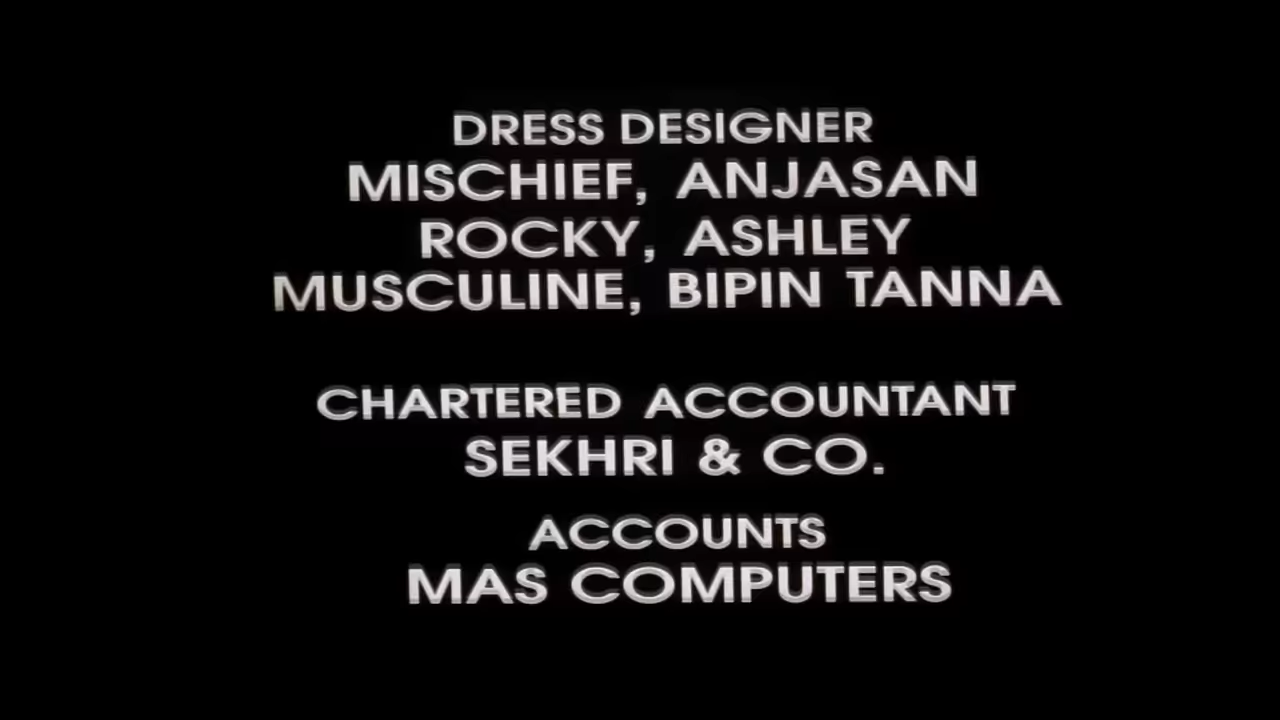 DRESS DESIGNER
MISCHIEF, ANJASAN
ROCKY, ASHLEY
MUSCULINE, BIPIN TANNA
CHARTERED ACCOUNTANT
SEKHRI & CO.
ACCOUNTS
MAS COMPUTERS